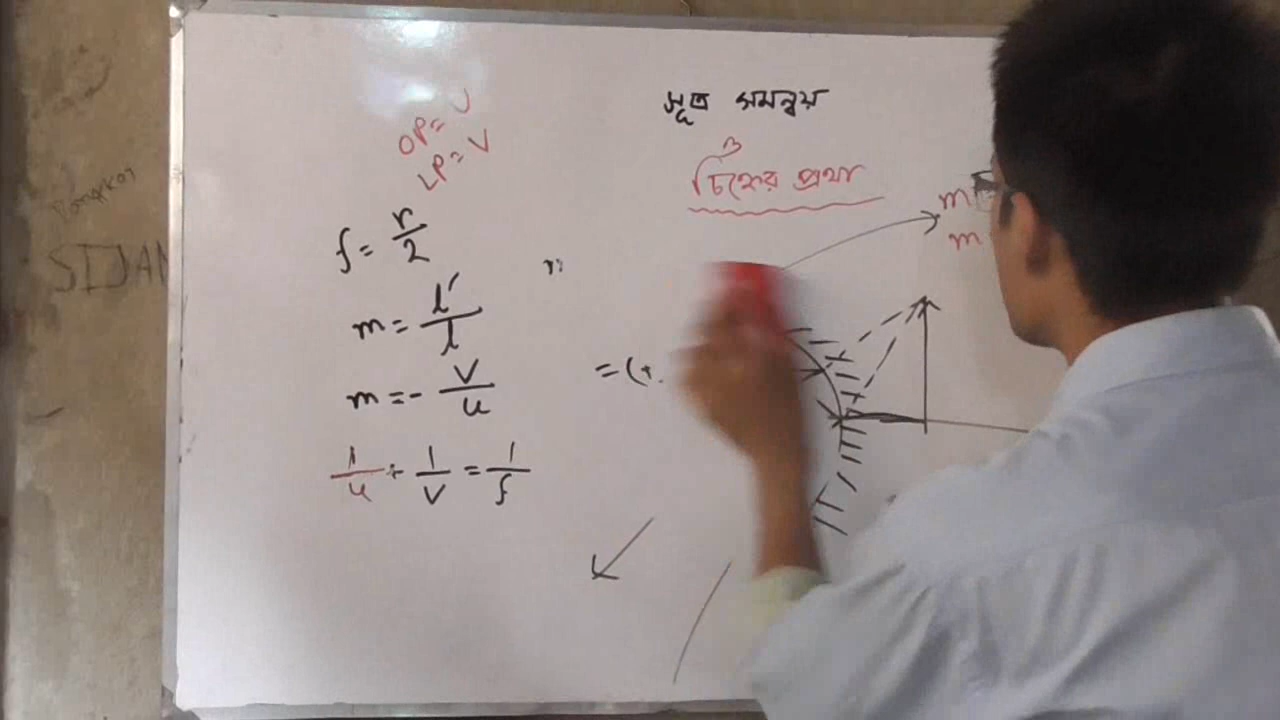 সূত্র সমন্বয়
ও
চিহ্নের প্রথা
OP= U
LP= V
f = r/2
m = l'/l
m = - v/u
1/u + 1/v = 1/f
= (+
m
m
SIJAN